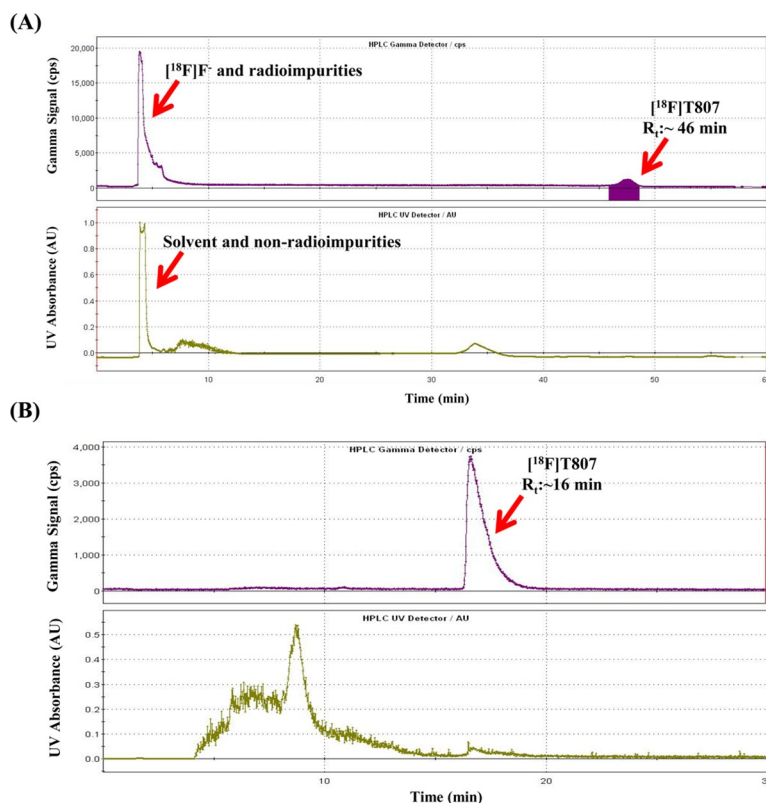 (A)
HPLC Gamma Detector / cps
Gamma Signal (cps)
20,000
15,000
10,000
5,000
0
[¹⁸F]F⁻ and radioimpurities
[¹⁸F]T807
Rₜ:~ 46 min
HPLC UV Detector / AU
UV Absorbance (AU)
1.0
0.8
0.6
0.4
0.2
0.0
Solvent and non-radioimpurities
10 20 30 40 50 60
Time (min)
(B)
HPLC Gamma Detector / cps
Gamma Signal (cps)
4,000
3,000
2,000
1,000
0
[¹⁸F]T807
Rₜ:~16 min
HPLC UV Detector / AU
UV Absorbance (AU)
0.5
0.4
0.3
0.2
0.1
0.0
10 20
Time (min)